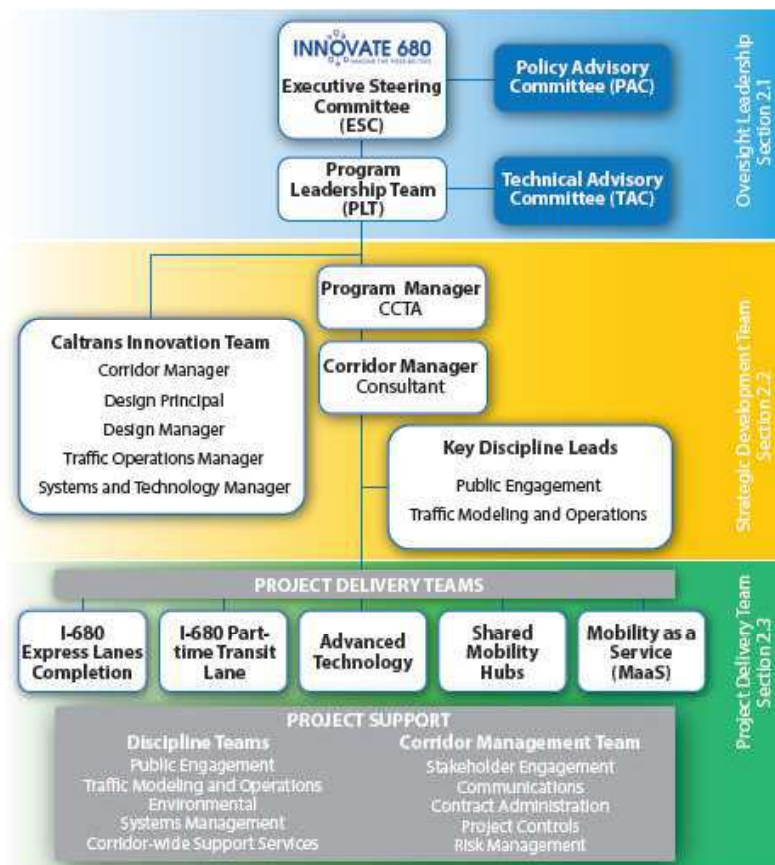 INNOVATE 680
IMAGINE THE POSSIBILITIES
Executive Steering
Committee
(ESC)
Policy Advisory
Committee (PAC)
Program
Leadership Team
(PLT)
Technical Advisory
Committee (TAC)
Oversight Leadership
Section 2.1
Program Manager
CCTA
Caltrans Innovation Team
Corridor Manager
Design Principal
Design Manager
Traffic Operations Manager
Systems and Technology Manager
Corridor Manager
Consultant
Key Discipline Leads
Public Engagement
Traffic Modeling and Operations
Strategic Development Team
Section 2.2
PROJECT DELIVERY TEAMS
I-680
Express Lanes
Completion
I-680 Part-
time Transit
Lane
Advanced
Technology
Shared
Mobility
Hubs
Mobility as a
Service
(MaaS)
PROJECT SUPPORT
Discipline Teams
Public Engagement
Traffic Modeling and Operations
Environmental
Systems Management
Corridor-wide Support Services
Corridor Management Team
Stakeholder Engagement
Communications
Contract Administration
Project Controls
Risk Management
Project Delivery Team
Section 2.3